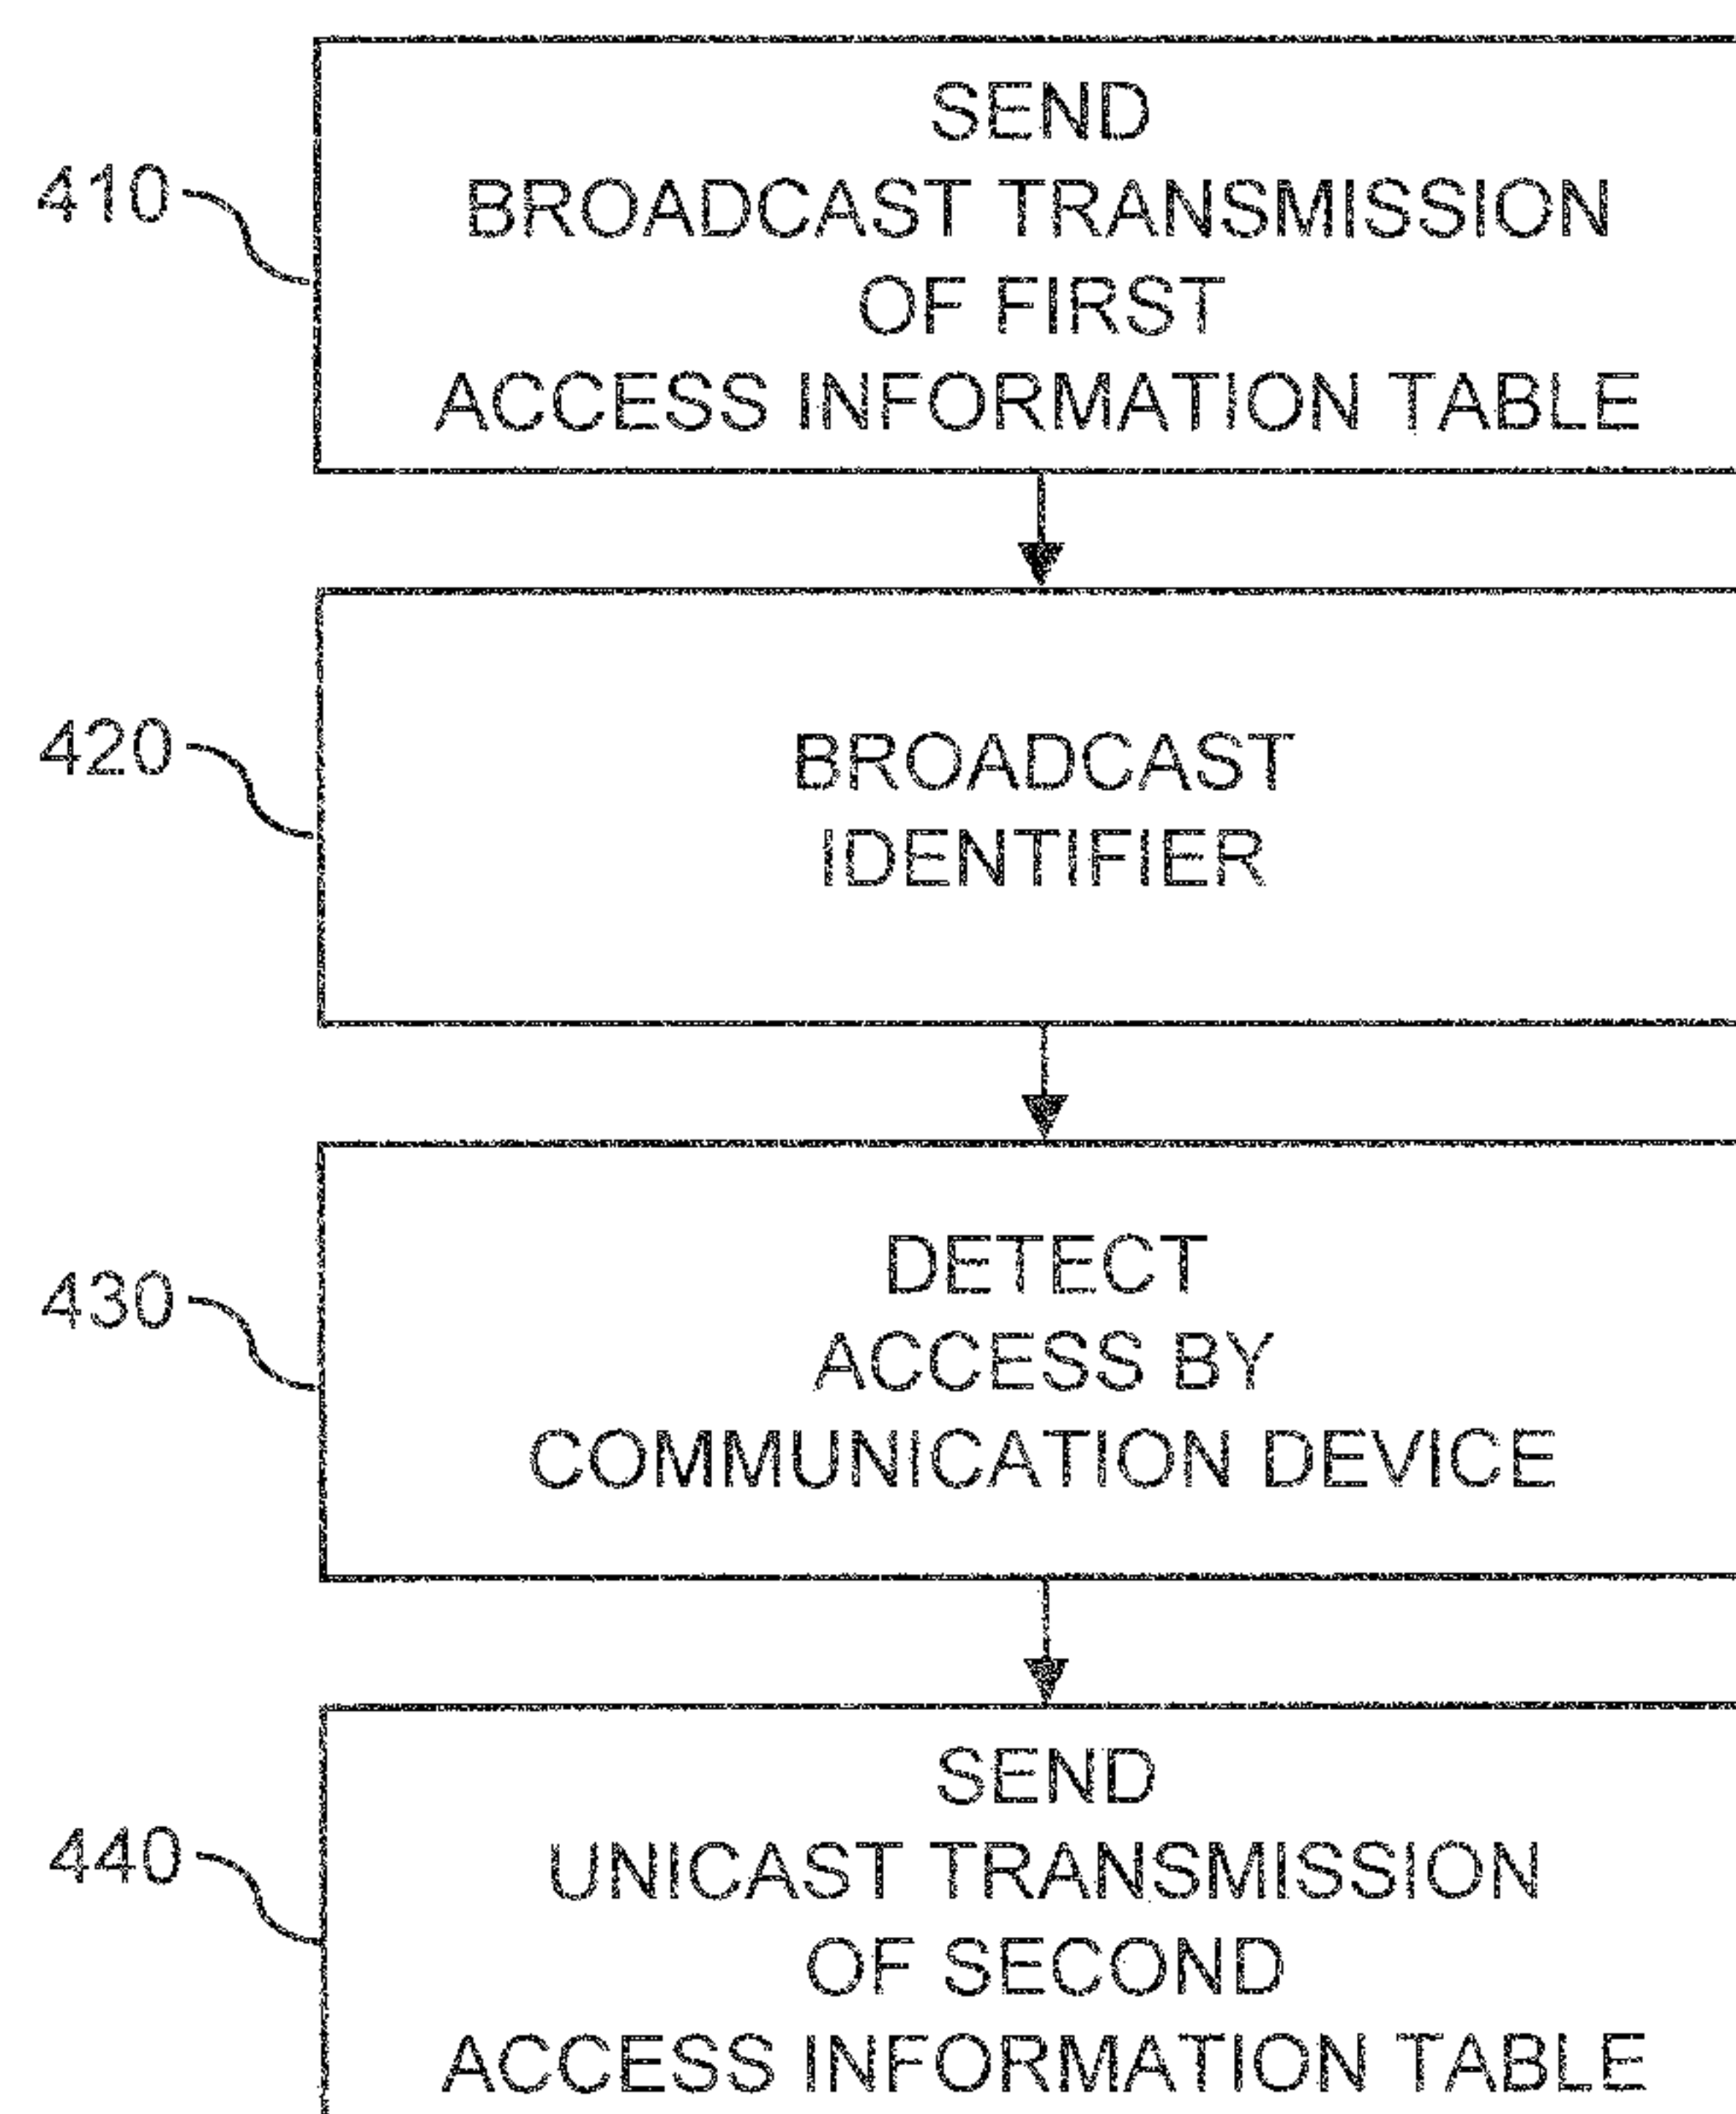 SEND
410
BROADCAST TRANSMISSION
OF FIRST
ACCESS INFORMATION TABLE
420
BROADCAST
IDENTIFIER
DETECT
430
ACCESS BY
COMMUNICATION DEVICE
SEND
440
UNICAST TRANSMISSION
OF SECOND
ACCESS INFORMATION TABLE